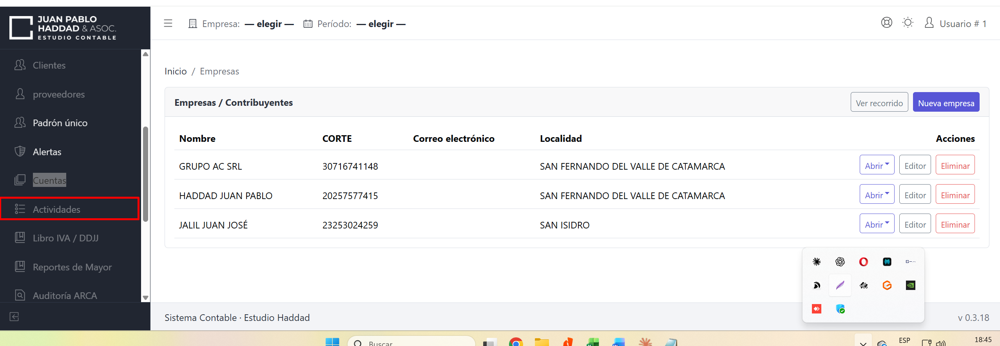 JUAN PABLO
HADDAD & ASOC.
ESTUDIO CONTABLE
Empresa: — elegir — Período: — elegir —
Usuario # 1
Clientes
proveedores
Padrón único
Alertas
Cuentas
Actividades
Libro IVA / DDJJ
Reportes de Mayor
Auditoría ARCA
Inicio / Empresas
Empresas / Contribuyentes
Ver recorrido Nueva empresa
Nombre CORTE Correo electrónico Localidad Acciones
GRUPO AC SRL 30716741148 SAN FERNANDO DEL VALLE DE CATAMARCA Abrir Editor Eliminar
HADDAD JUAN PABLO 20257577415 SAN FERNANDO DEL VALLE DE CATAMARCA Abrir Editor Eliminar
JALIL JUAN JOSÉ 23253024259 SAN ISIDRO Abrir Editor Eliminar
Sistema Contable · Estudio Haddad
v 0.3.18
Buscar
ESP
18:45